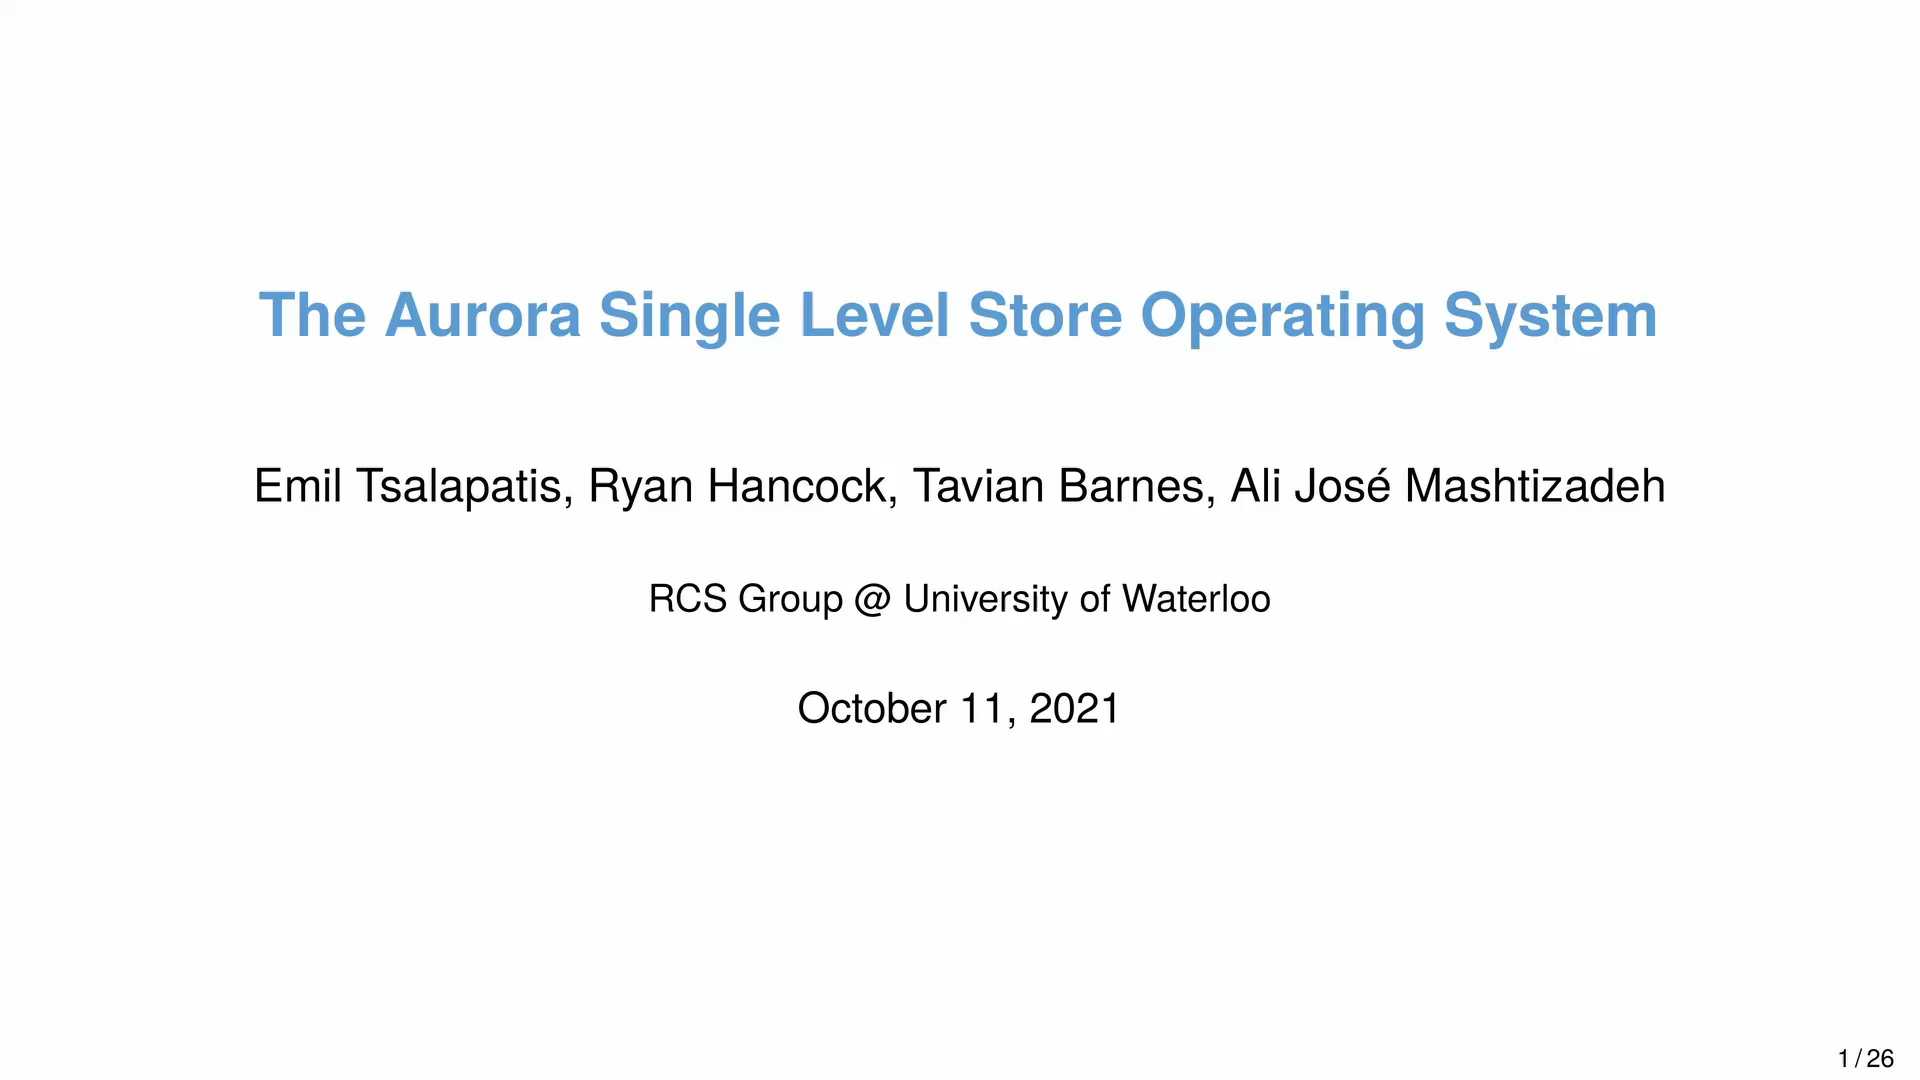 The Aurora Single Level Store Operating System
Emil Tsalapatis, Ryan Hancock, Tavian Barnes, Ali José Mashtizadeh
RCS Group @ University of Waterloo
October 11, 2021
1 / 26